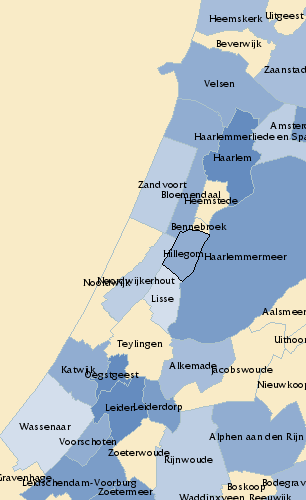 Heemskerk
Uitgeest
Beverwijk
Zaanstad
Velsen
Amster
Haarlemmerliede en Spa
Haarlem
Zandvoort
Bloemendaal
Heemstede
Bennebroek
Hillegom
Haarlemmermeer
Noordwijk
Noordwijkerhout
Lisse
Aalsmeer
Teylingen
Uithoor
Katwijk
Oegstgeest
Alkemade
Jacobswoude
Nieuwkoop
Leiden
Leiderdorp
Wassenaar
Voorschoten
Zoeterwoude
Rijnwoude
Alphen aan den Rijn
Gravenhage
Leidschendam-Voorburg
Zoetermeer
Boskoop
Bodegra
Waddinxveen
Reeuwijk